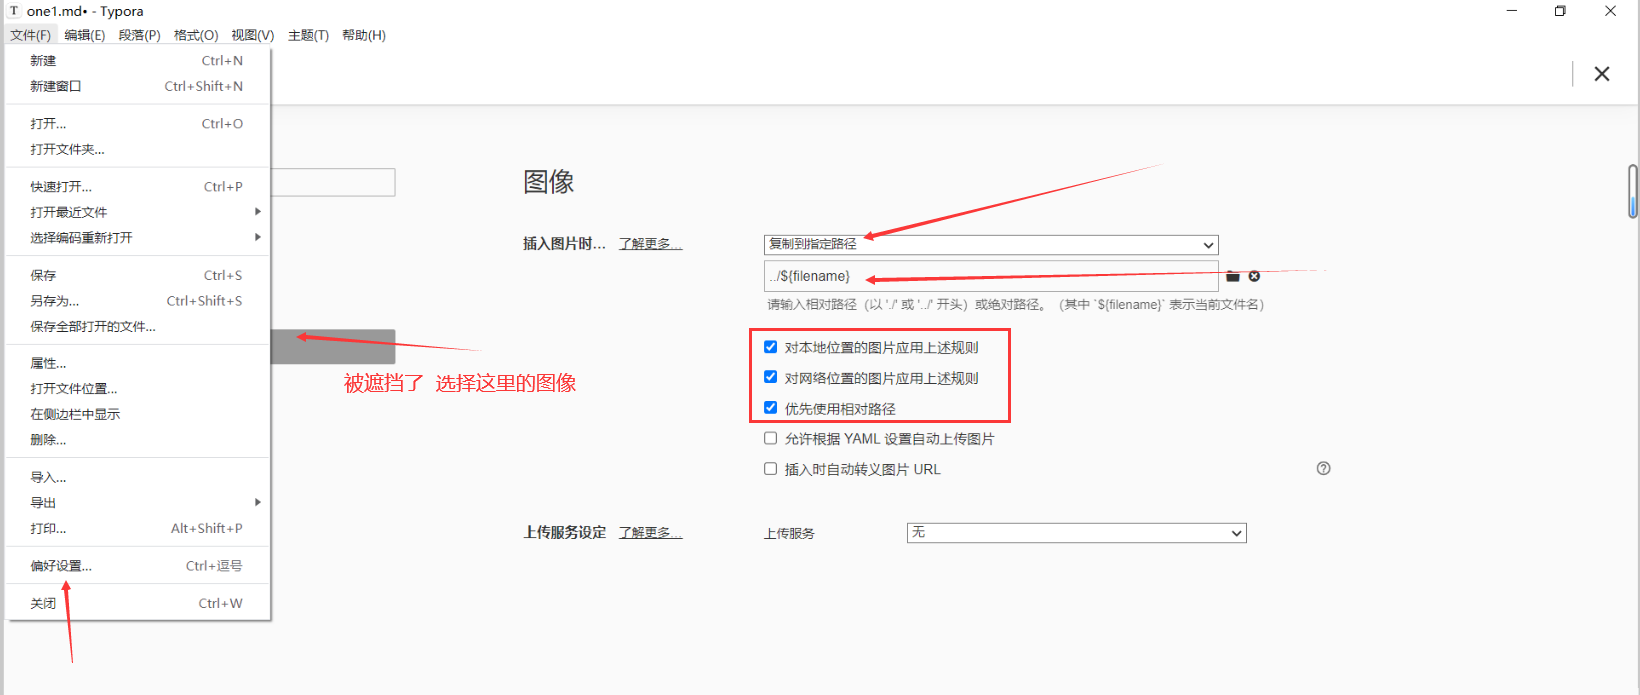 T one1.md• - Typora
文件(F) 编辑(E) 段落(P) 格式(O) 视图(V) 主题(T) 帮助(H)
新建 Ctrl+N
新建窗口 Ctrl+Shift+N
打开... Ctrl+O
打开文件夹...
快速打开... Ctrl+P
打开最近文件
选择编码重新打开
保存 Ctrl+S
另存为... Ctrl+Shift+S
保存全部打开的文件...
属性...
打开文件位置...
在侧边栏中显示
删除...
导入...
导出
打印... Alt+Shift+P
偏好设置... Ctrl+逗号
关闭 Ctrl+W
被遮挡了 选择这里的图像
图像
插入图片时... 了解更多...
复制到指定路径
../${filename}
请输入相对路径（以 './' 或 '../' 开头）或绝对路径。（其中 `${filename}` 表示当前文件名）
对本地位置的图片应用上述规则
对网络位置的图片应用上述规则
优先使用相对路径
允许根据 YAML 设置自动上传图片
插入时自动转义图片 URL
上传服务设定 了解更多... 上传服务 无